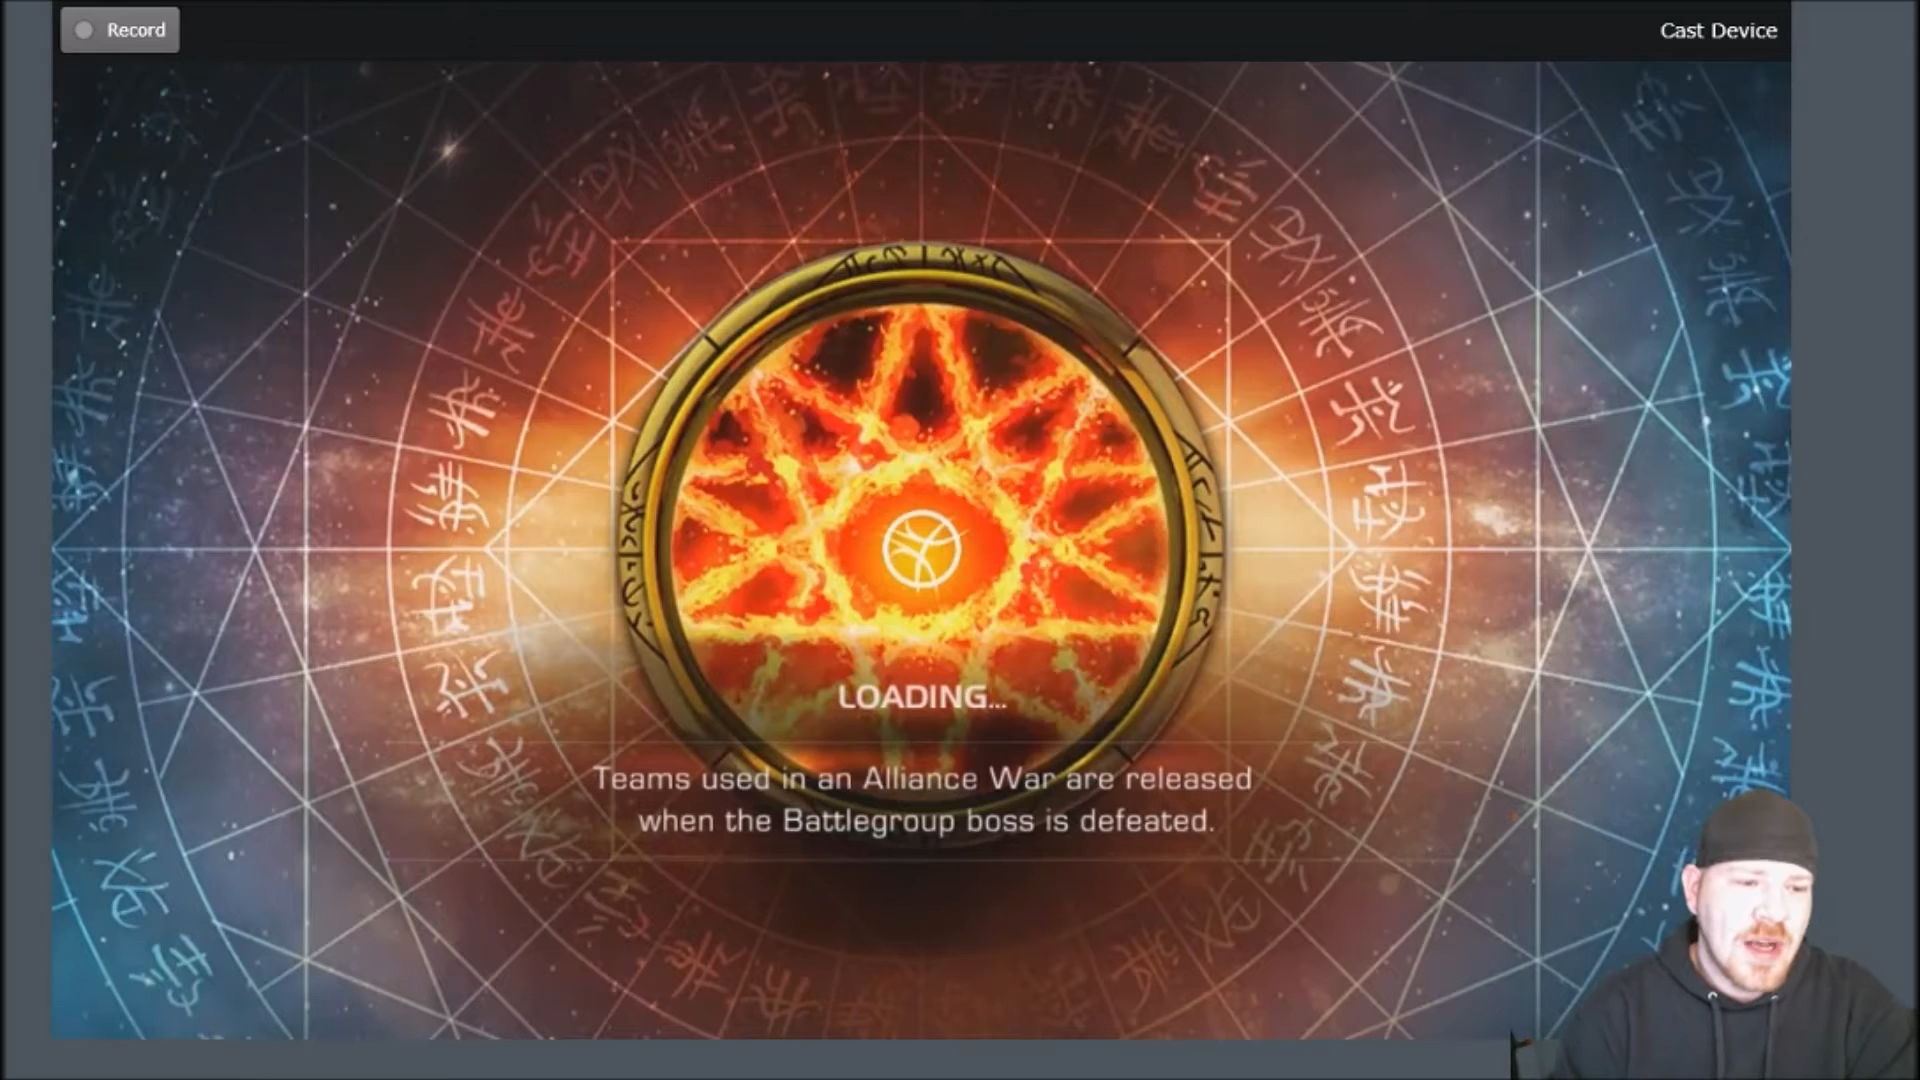 Record
Cast Device
LOADING...
Teams used in an Alliance War are released
when the Battlegroup boss is defeated.